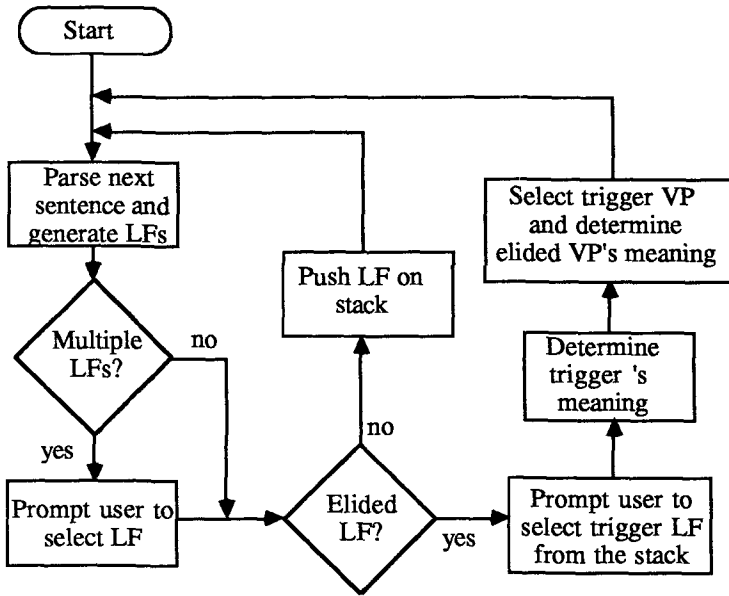 Start
Parse next
sentence and
generate LFs
Multiple
LFs?
no
yes
Prompt user to
select LF
Push LF on
stack
no
Elided
LF?
yes
Select trigger VP
and determine
elided VP's meaning
Determine
trigger 's
meaning
Prompt user to
select trigger LF
from the stack